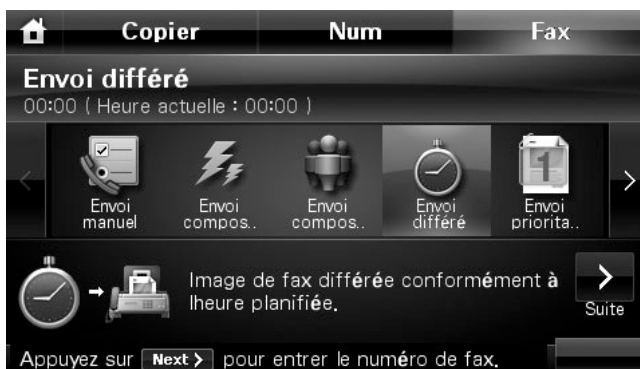 Copier Num Fax
Envoi différé
00:00 ( Heure actuelle : 00:00 )
Envoi manuel
Envoi compos..
Envoi compos..
Envoi différé
1
Envoi priorita..
Image de fax différée conformément à
lheure planifiée.
Suite
Appuyez sur Next > pour entrer le numéro de fax.